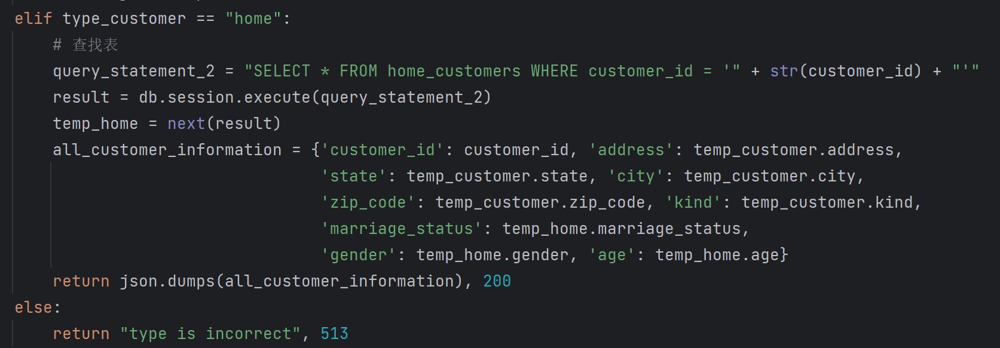 elif type_customer == "home":
# 查找表
query_statement_2 = "SELECT * FROM home_customers WHERE customer_id = '" + str(customer_id) + "'"
result = db.session.execute(query_statement_2)
temp_home = next(result)
all_customer_information = {'customer_id': customer_id, 'address': temp_customer.address,
'state': temp_customer.state, 'city': temp_customer.city,
'zip_code': temp_customer.zip_code, 'kind': temp_customer.kind,
'marriage_status': temp_home.marriage_status,
'gender': temp_home.gender, 'age': temp_home.age}
return json.dumps(all_customer_information), 200
else:
return "type is incorrect", 513